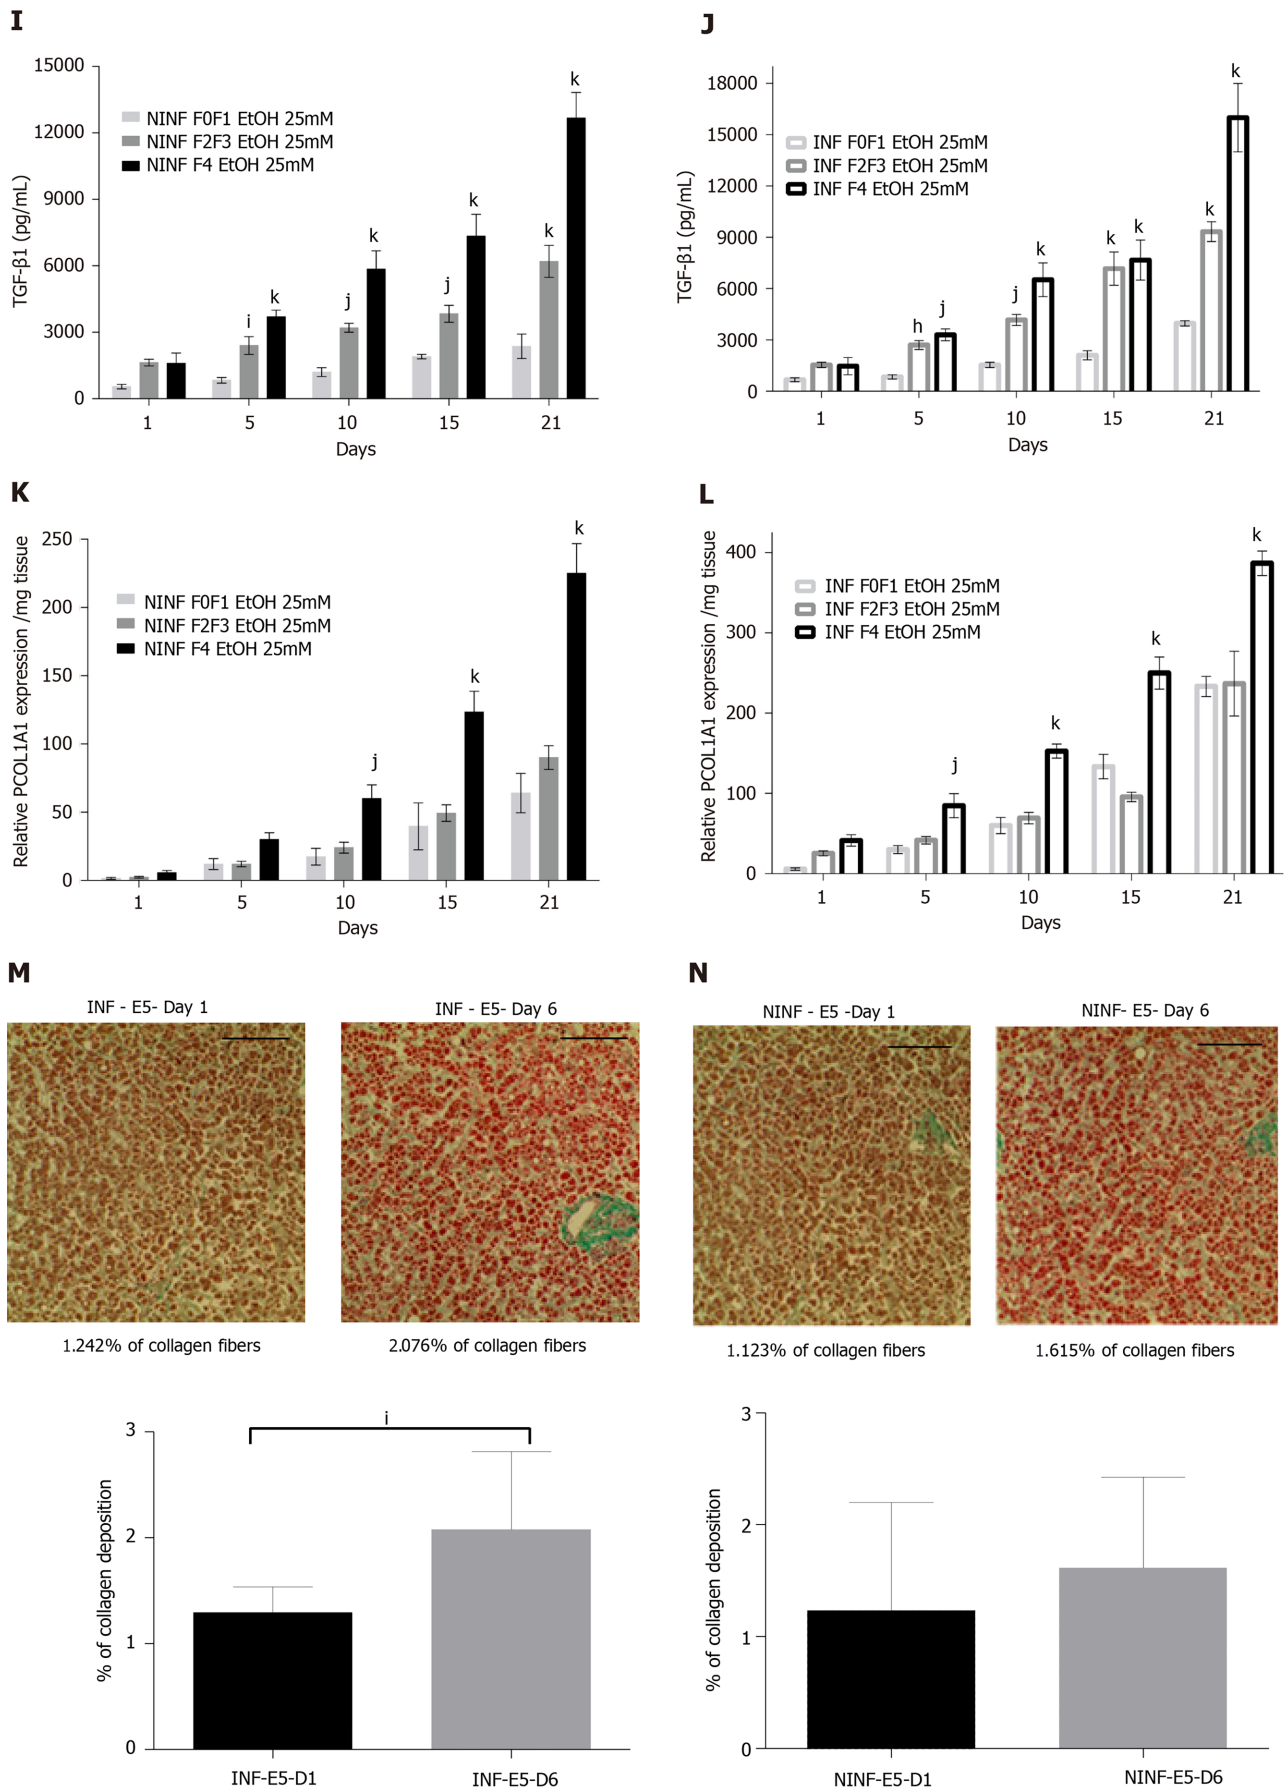 I
TGF-β1 (pg/mL)
15000
12000
9000
6000
3000
0
NINF F0F1 EtOH 25mM
NINF F2F3 EtOH 25mM
NINF F4 EtOH 25mM
i
k
j
k
j
k
k
k
1
5
10
15
21
Days
J
TGF-β1 (pg/mL)
18000
15000
12000
9000
6000
3000
0
INF F0F1 EtOH 25mM
INF F2F3 EtOH 25mM
INF F4 EtOH 25mM
h
j
j
k
k
k
k
k
1
5
10
15
21
Days
K
Relative PCOL1A1 expression /mg tissue
250
200
150
100
50
0
NINF F0F1 EtOH 25mM
NINF F2F3 EtOH 25mM
NINF F4 EtOH 25mM
j
k
k
1
5
10
15
21
Days
L
Relative PCOL1A1 expression /mg tissue
400
300
200
100
0
INF F0F1 EtOH 25mM
INF F2F3 EtOH 25mM
INF F4 EtOH 25mM
j
k
k
k
1
5
10
15
21
Days
M
INF - E5- Day 1
INF - E5- Day 6
1.242% of collagen fibers
2.076% of collagen fibers
% of collagen deposition
3
2
1
0
i
INF-E5-D1
INF-E5-D6
N
NINF - E5 -Day 1
NINF- E5- Day 6
1.123% of collagen fibers
1.615% of collagen fibers
% of collagen deposition
3
2
1
0
NINF-E5-D1
NINF-E5-D6